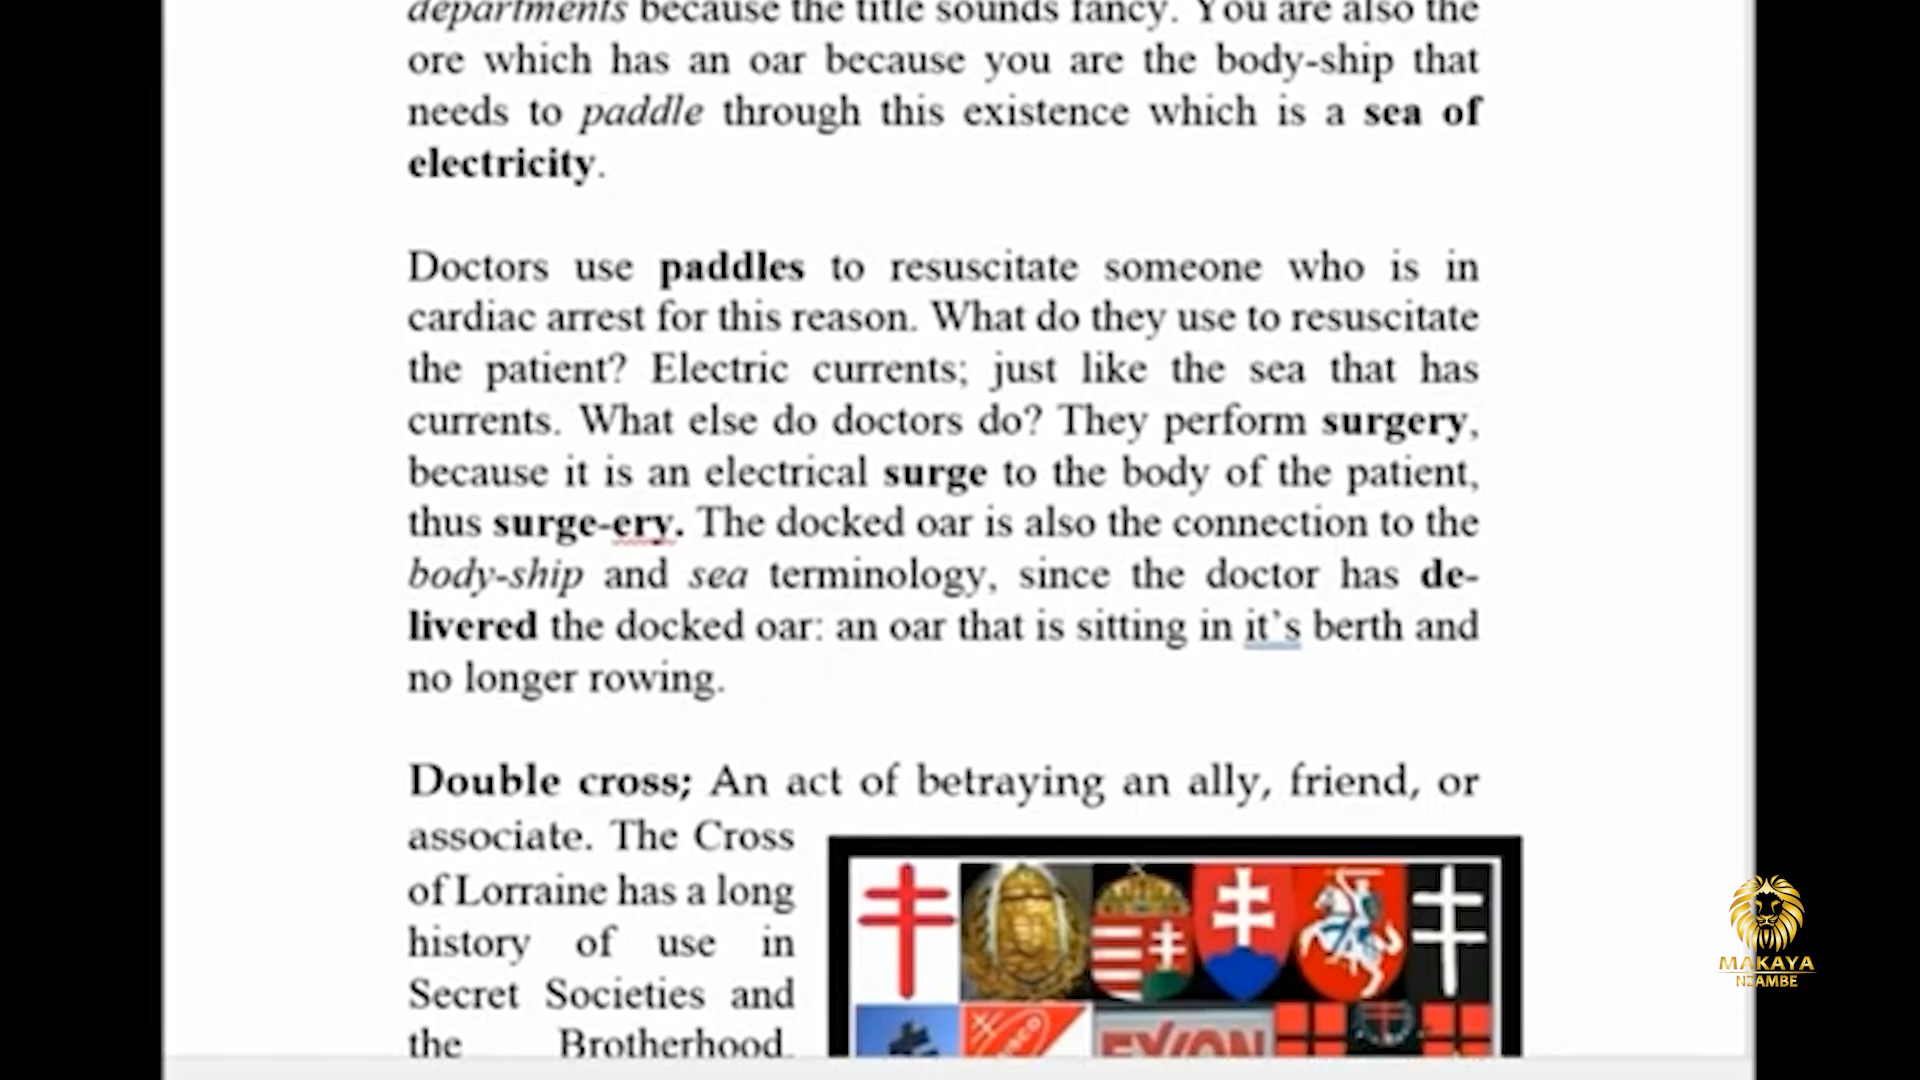 departments because the title sounds fancy. You are also the
ore which has an oar because you are the body-ship that
needs to paddle through this existence which is a sea of
electricity.
Doctors use paddles to resuscitate someone who is in
cardiac arrest for this reason. What do they use to resuscitate
the patient? Electric currents; just like the sea that has
currents. What else do doctors do? They perform surgery,
because it is an electrical surge to the body of the patient,
thus surge-ery. The docked oar is also the connection to the
body-ship and sea terminology, since the doctor has de-
livered the docked oar: an oar that is sitting in it's berth and
no longer rowing.
Double cross; An act of betraying an ally, friend, or
associate. The Cross
of Lorraine has a long
history of use in
Secret Societies and
the Brotherhood.
EXXON
MAKAYA
NZAMBE